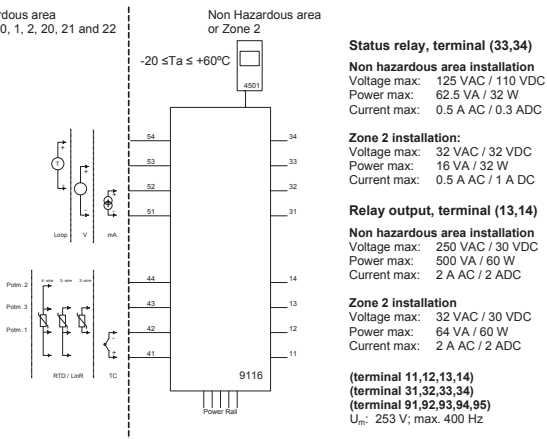 rdous area
0, 1, 2, 20, 21 and 22
Non Hazardous area
or Zone 2
-20 ≤Ta ≤ +60ºC
4501
54
53
52
51
44
43
42
41
34
33
32
31
14
13
12
11
T
Loop
V
mA
Potm. 2
Potm. 3
Potm. 1
4-wire
3-wire
2-wire
RTD / LinR
TC
9116
Power Rail
Status relay, terminal (33,34)
Non hazardous area installation
Voltage max: 125 VAC / 110 VDC
Power max: 62.5 VA / 32 W
Current max: 0.5 A AC / 0.3 ADC
Zone 2 installation:
Voltage max: 32 VAC / 32 VDC
Power max: 16 VA / 32 W
Current max: 0.5 A AC / 1 A DC
Relay output, terminal (13,14)
Non hazardous area installation
Voltage max: 250 VAC / 30 VDC
Power max: 500 VA / 60 W
Current max: 2 A AC / 2 ADC
Zone 2 installation
Voltage max: 32 VAC / 30 VDC
Power max: 64 VA / 60 W
Current max: 2 A AC / 2 ADC
(terminal 11,12,13,14)
(terminal 31,32,33,34)
(terminal 91,92,93,94,95)
Um: 253 V; max. 400 Hz